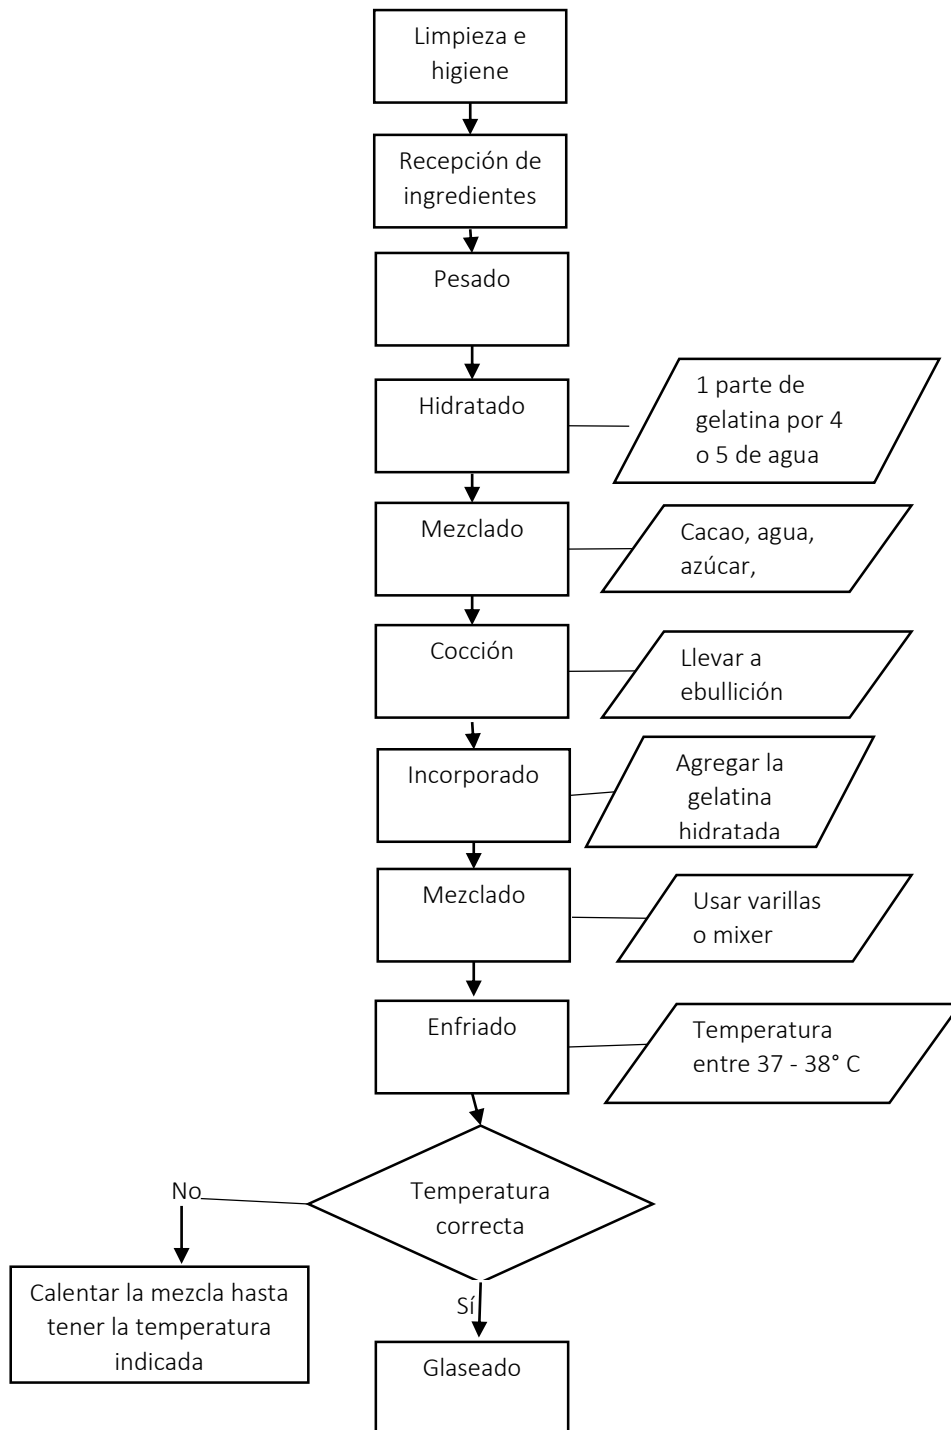 Limpieza e
higiene
Recepción de
ingredientes
Pesado
Hidratado
1 parte de
gelatina por 4
o 5 de agua
Mezclado
Cacao, agua,
azúcar,
Cocción
Llevar a
ebullición
Incorporado
Agregar la
gelatina
hidratada
Mezclado
Usar varillas
o mixer
Enfriado
Temperatura
entre 37 - 38° C
Temperatura
correcta
No
Calentar la mezcla hasta
tener la temperatura
indicada
Sí
Glaseado